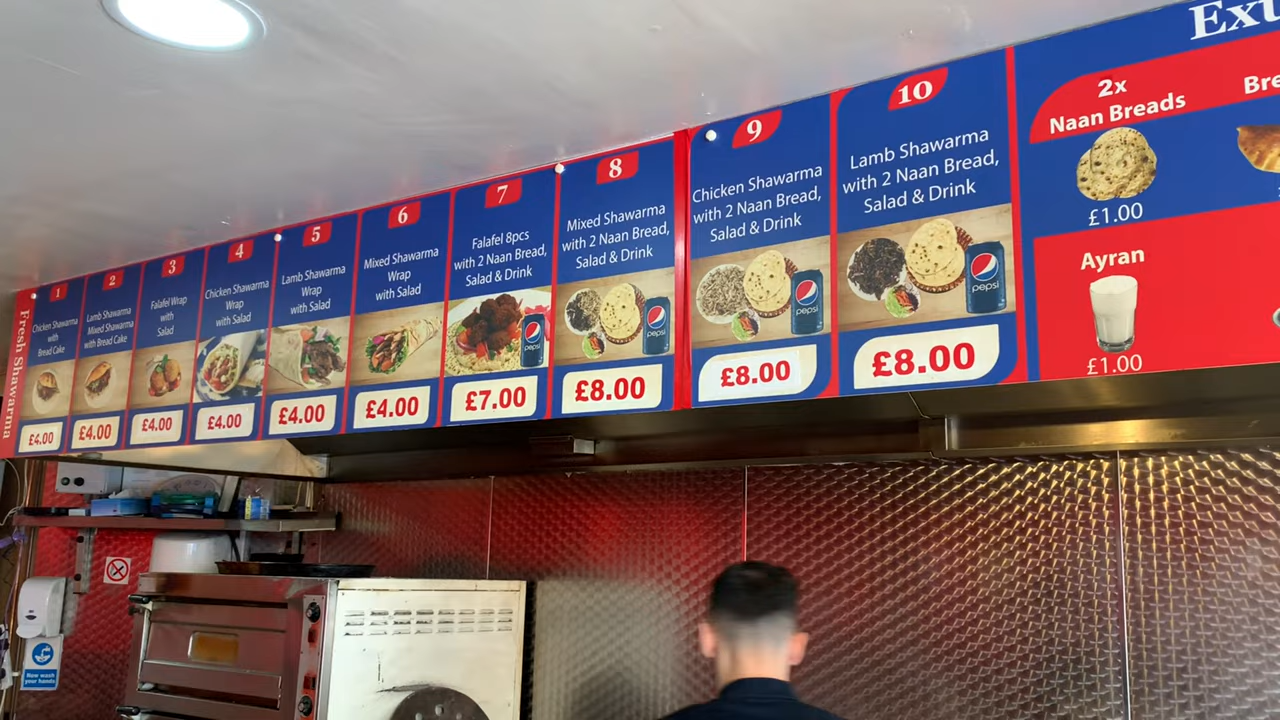 Fresh Shawarma
1
Chicken Shawarma
with
Bread Cake
£4.00
2
Lamb Shawarma
Mixed Shawarma
with Bread Cake
£4.00
3
Falafel Wrap
with
Salad
£4.00
4
Chicken Shawarma
Wrap
with Salad
£4.00
5
Lamb Shawarma
Wrap
with Salad
£4.00
6
Mixed Shawarma
Wrap
with Salad
£4.00
7
Falafel 8pcs
with 2 Naan Bread,
Salad & Drink
pepsi
£7.00
8
Mixed Shawarma
with 2 Naan Bread,
Salad & Drink
pepsi
£8.00
9
Chicken Shawarma
with 2 Naan Bread,
Salad & Drink
pepsi
£8.00
10
Lamb Shawarma
with 2 Naan Bread,
Salad & Drink
pepsi
£8.00
2x
Naan Breads
£1.00
Ayran
£1.00
Now wash
your hands